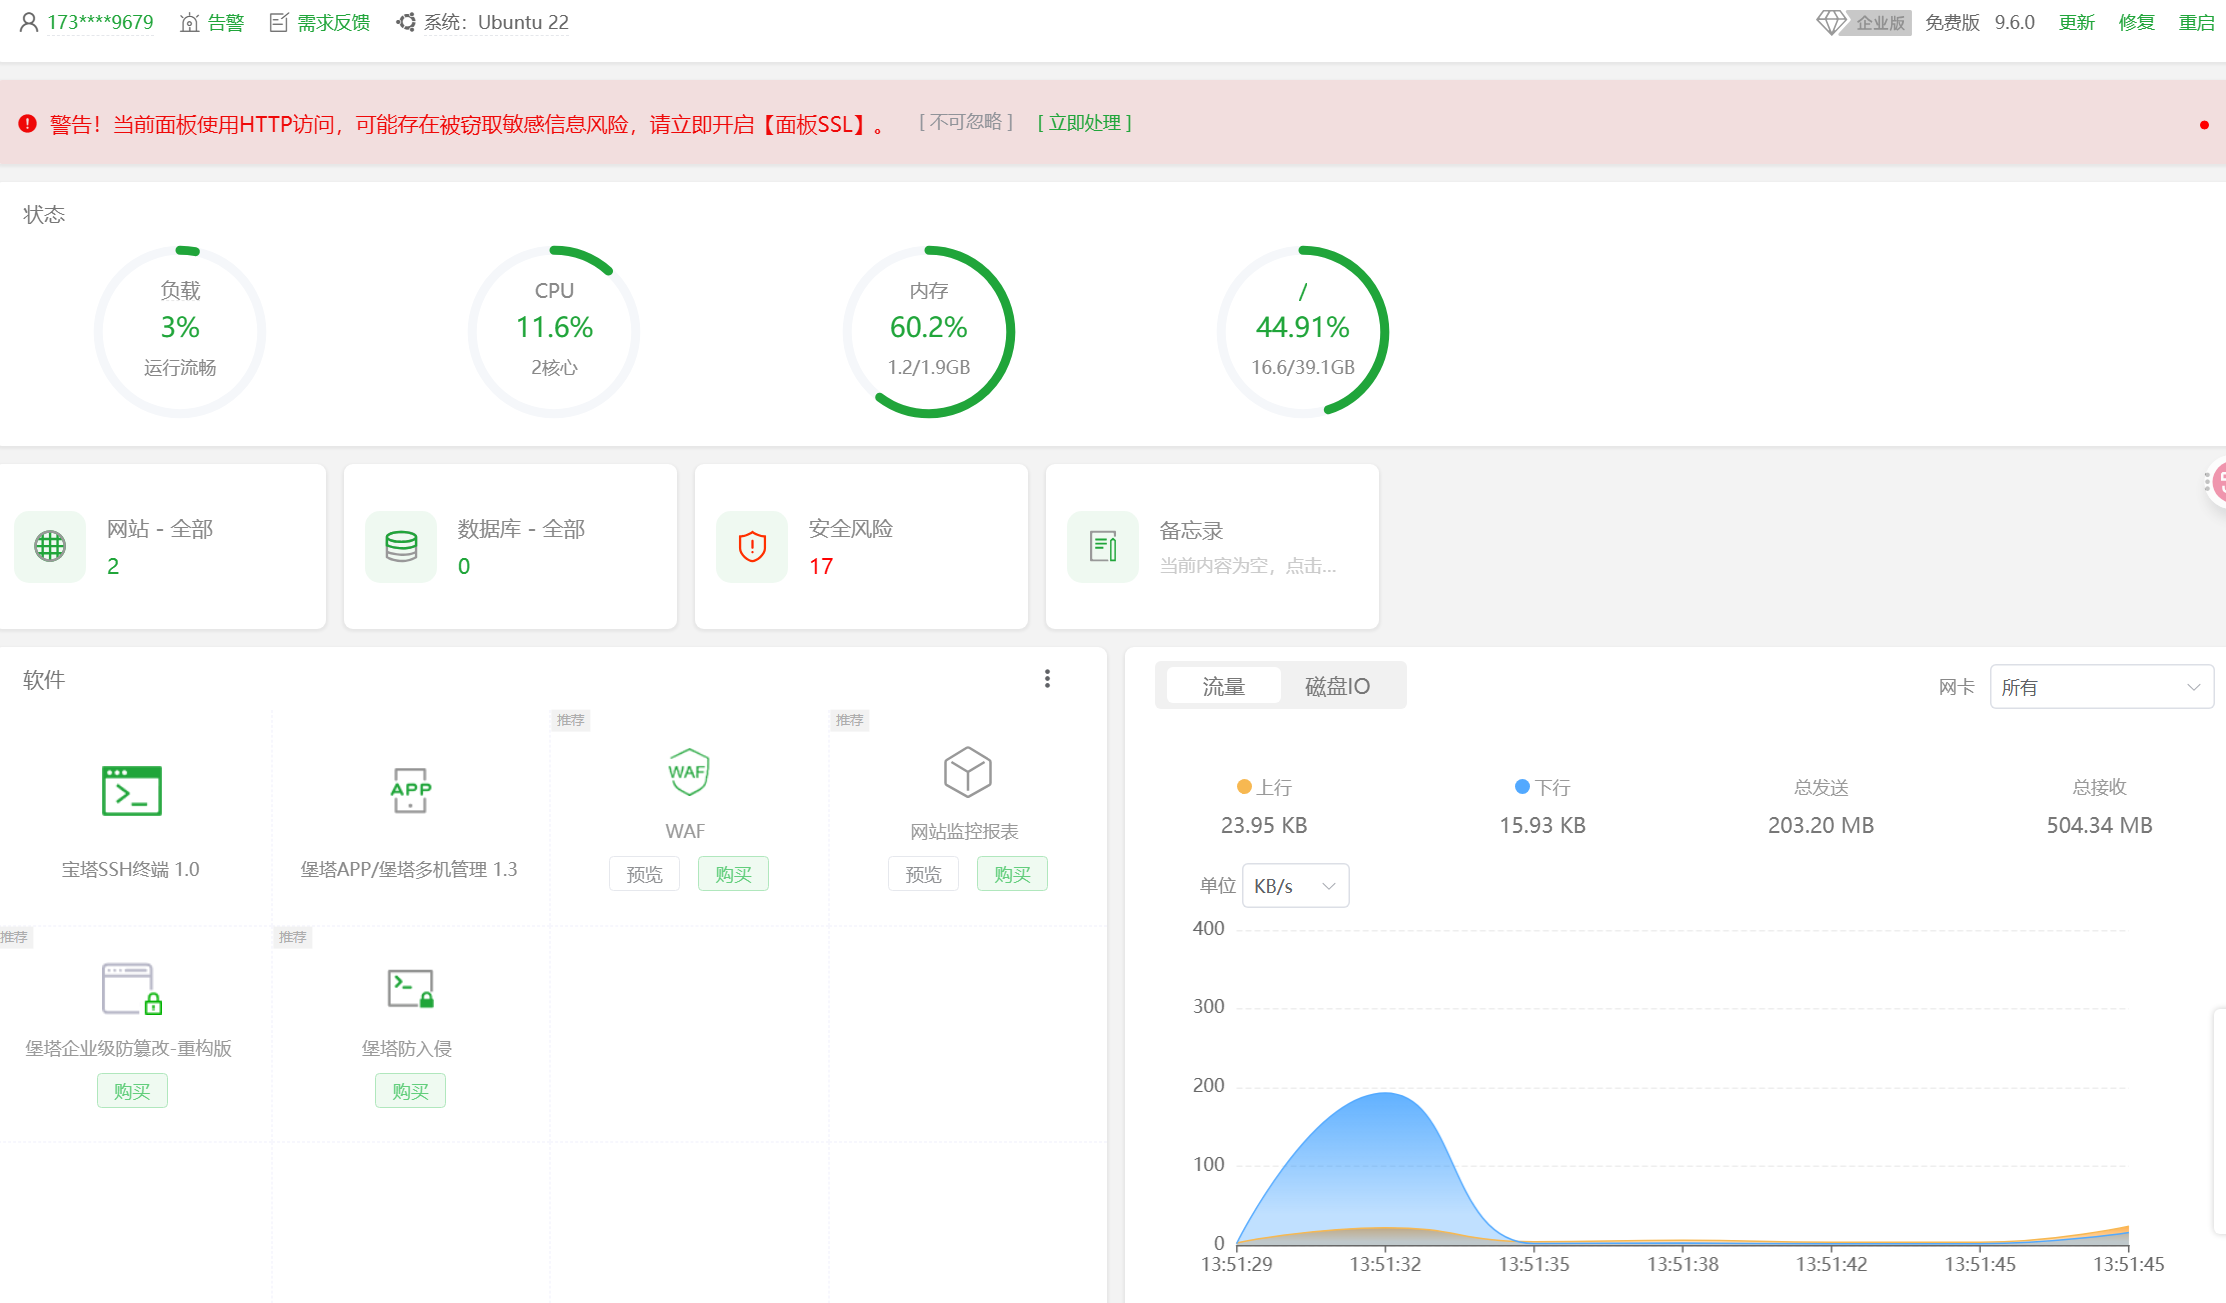 173****9679 告警 需求反馈 系统：Ubuntu 22 企业版 免费版 9.6.0 更新 修复 重启
警告！当前面板使用HTTP访问，可能存在被窃取敏感信息风险，请立即开启【面板SSL】。 [ 不可忽略 ] [ 立即处理 ]
状态
负载
3%
运行流畅
CPU
11.6%
2核心
内存
60.2%
1.2/1.9GB
/
44.91%
16.6/39.1GB
网站 - 全部
2
数据库 - 全部
0
安全风险
17
备忘录
当前内容为空，点击...
软件
宝塔SSH终端 1.0
APP
堡塔APP/堡塔多机管理 1.3
推荐
WAF
WAF
预览 购买
推荐
网站监控报表
预览 购买
推荐
堡塔企业级防篡改-重构版
购买
推荐
堡塔防入侵
购买
流量 磁盘IO 网卡 所有
上行
23.95 KB
下行
15.93 KB
总发送
203.20 MB
总接收
504.34 MB
单位 KB/s
400
300
200
100
0
13:51:29 13:51:32 13:51:35 13:51:38 13:51:42 13:51:45 13:51:45